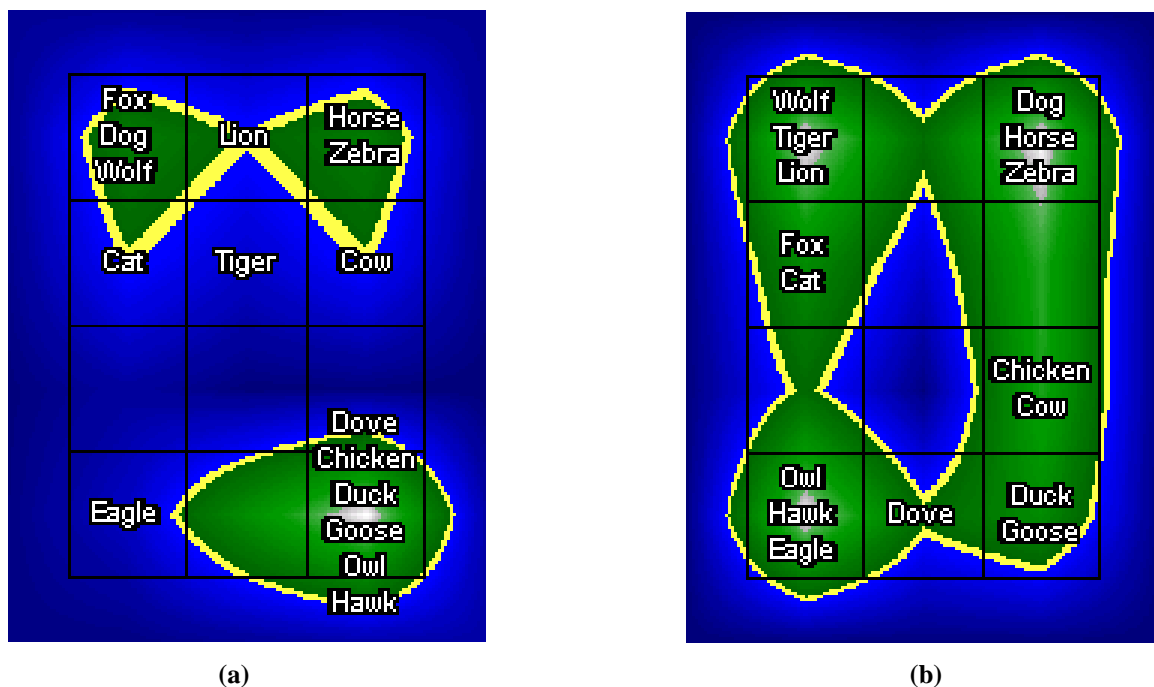 Fox
Dog
Wolf
Lion
Horse
Zebra
Cat
Tiger
Cow
Dove
Chicken
Duck
Goose
Owl
Hawk
Eagle
(a)
Wolf
Tiger
Lion
Dog
Horse
Zebra
Fox
Cat
Chicken
Cow
Owl
Hawk
Eagle
Dove
Duck
Goose
(b)